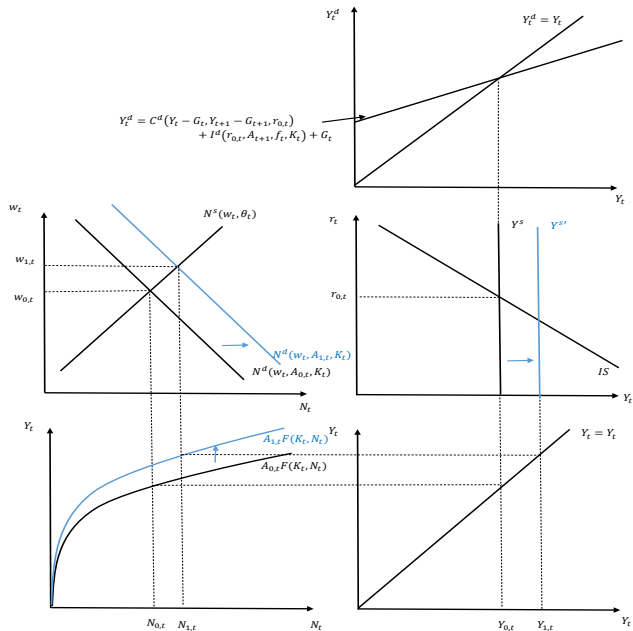 Y_t^d
Y_t^d = Y_t
Y_t^d = C^d(Y_t − G_t, Y_{t+1} − G_{t+1}, r_{0,t})
+ I^d(r_{0,t}, A_{t+1}, f_t, K_t) + G_t
Y_t
w_t
N^s(w_t, θ_t)
w_{1,t}
w_{0,t}
N^d(w_t, A_{1,t}, K_t)
N^d(w_t, A_{0,t}, K_t)
N_t
r_t
Y^s
Y^{s′}
r_{0,t}
IS
Y_t
Y_t
A_{1,t}F(K_t, N_t)
A_{0,t}F(K_t, N_t)
N_{0,t}
N_{1,t}
N_t
Y_t
Y_t = Y_t
Y_{0,t}
Y_{1,t}
Y_t